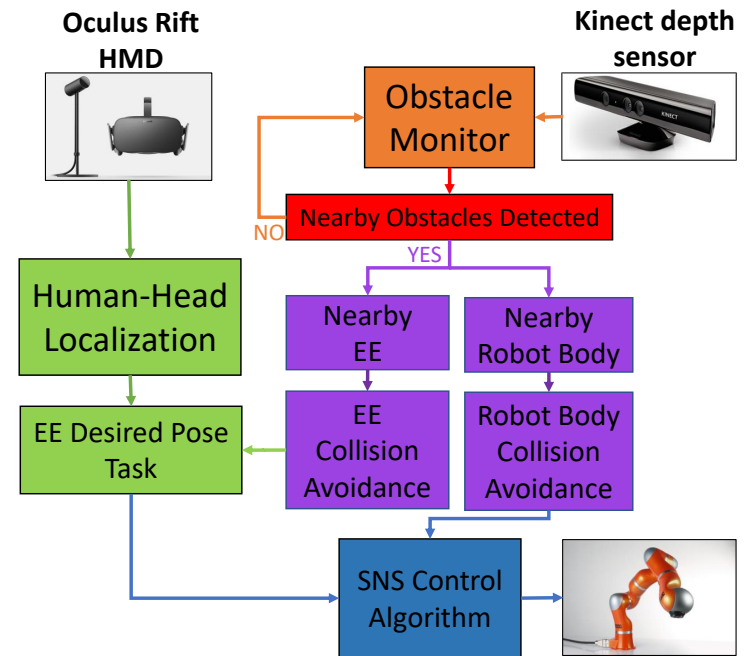 Oculus Rift
HMD
Kinect depth
sensor
Obstacle
Monitor
KINECT
Nearby Obstacles Detected
NO
YES
Human-Head
Localization
Nearby
EE
Nearby
Robot Body
EE Desired Pose
Task
EE
Collision
Avoidance
Robot Body
Collision
Avoidance
SNS Control
Algorithm